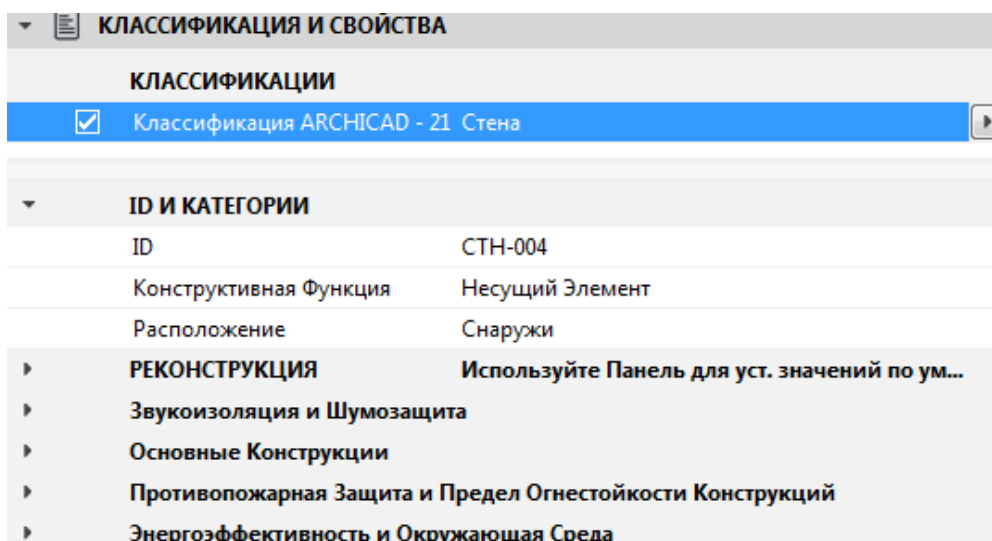 КЛАССИФИКАЦИЯ И СВОЙСТВА
КЛАССИФИКАЦИИ
Классификация ARCHICAD - 21 Стена
ID И КАТЕГОРИИ
ID СТН-004
Конструктивная Функция Несущий Элемент
Расположение Снаружи
РЕКОНСТРУКЦИЯ Используйте Панель для уст. значений по ум...
Звукоизоляция и Шумозащита
Основные Конструкции
Противопожарная Защита и Предел Огнестойкости Конструкций
Энергоэффективность и Окружающая Среда